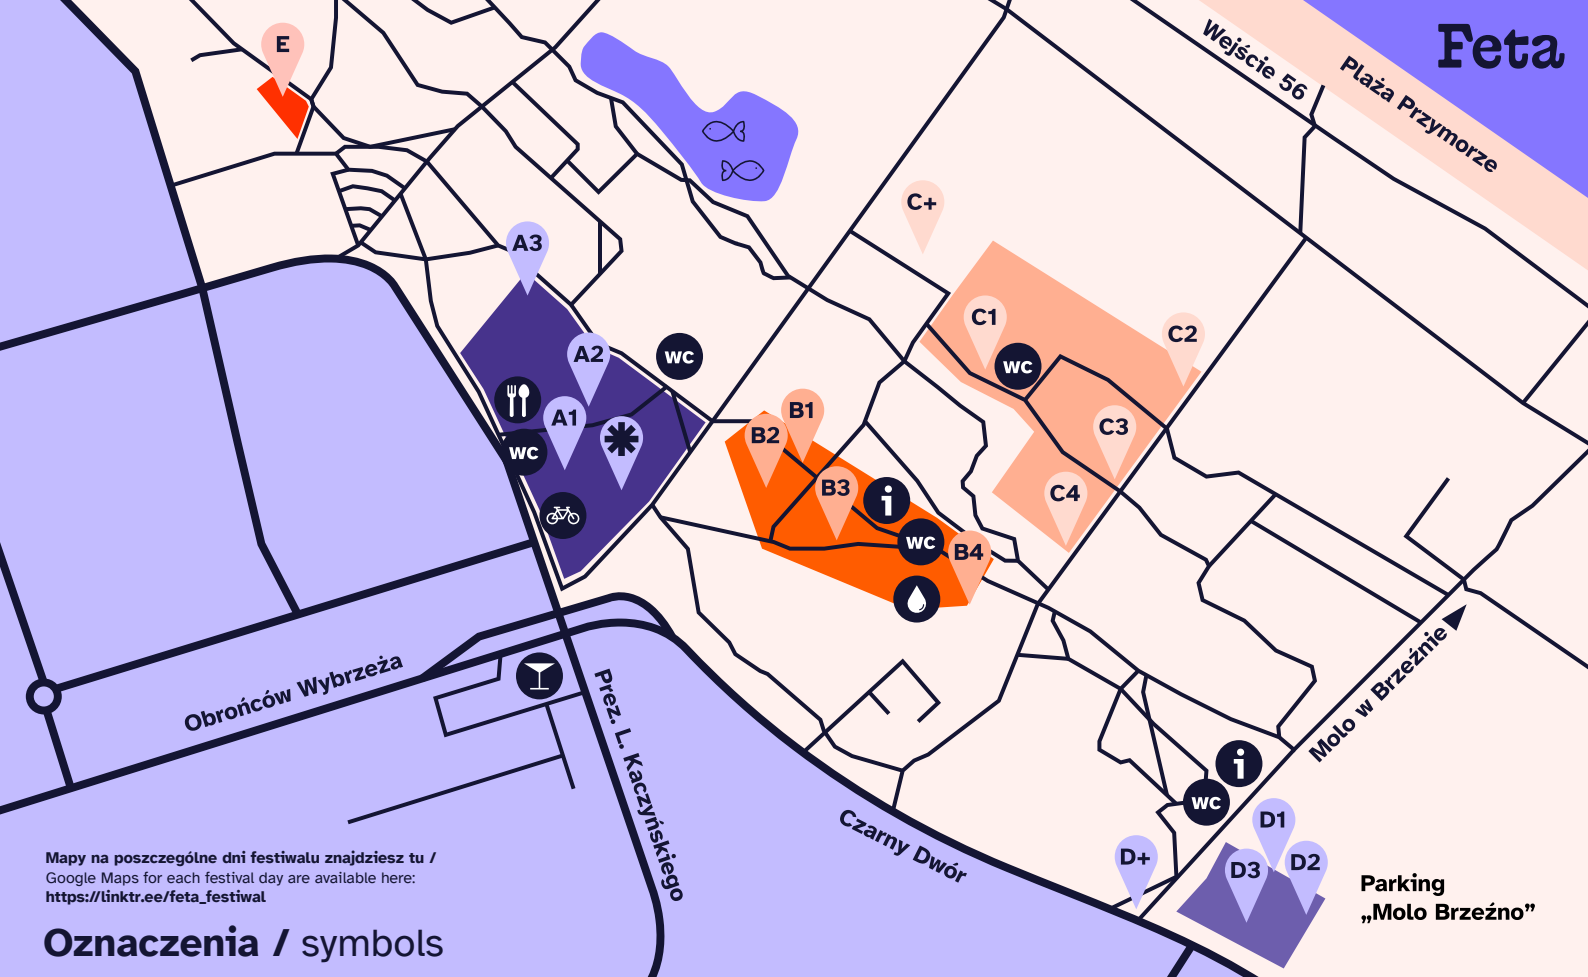 Feta
Wejście 56
Plaża Przymorze
E
C+
A3
C1
C2
wc
A2
wc
B1
A1
B2
C3
wc
B3
i
C4
wc
B4
Obrońców Wybrzeża
Prez. L. Kaczyńskiego
Molo w Brzeźnie
i
wc
Czarny Dwór
D1
D+
D3
D2
Parking
„Molo Brzeźno”
Mapy na poszczególne dni festiwalu znajdziesz tu /
Google Maps for each festival day are available here:
https://linktr.ee/feta_festiwal
Oznaczenia / symbols